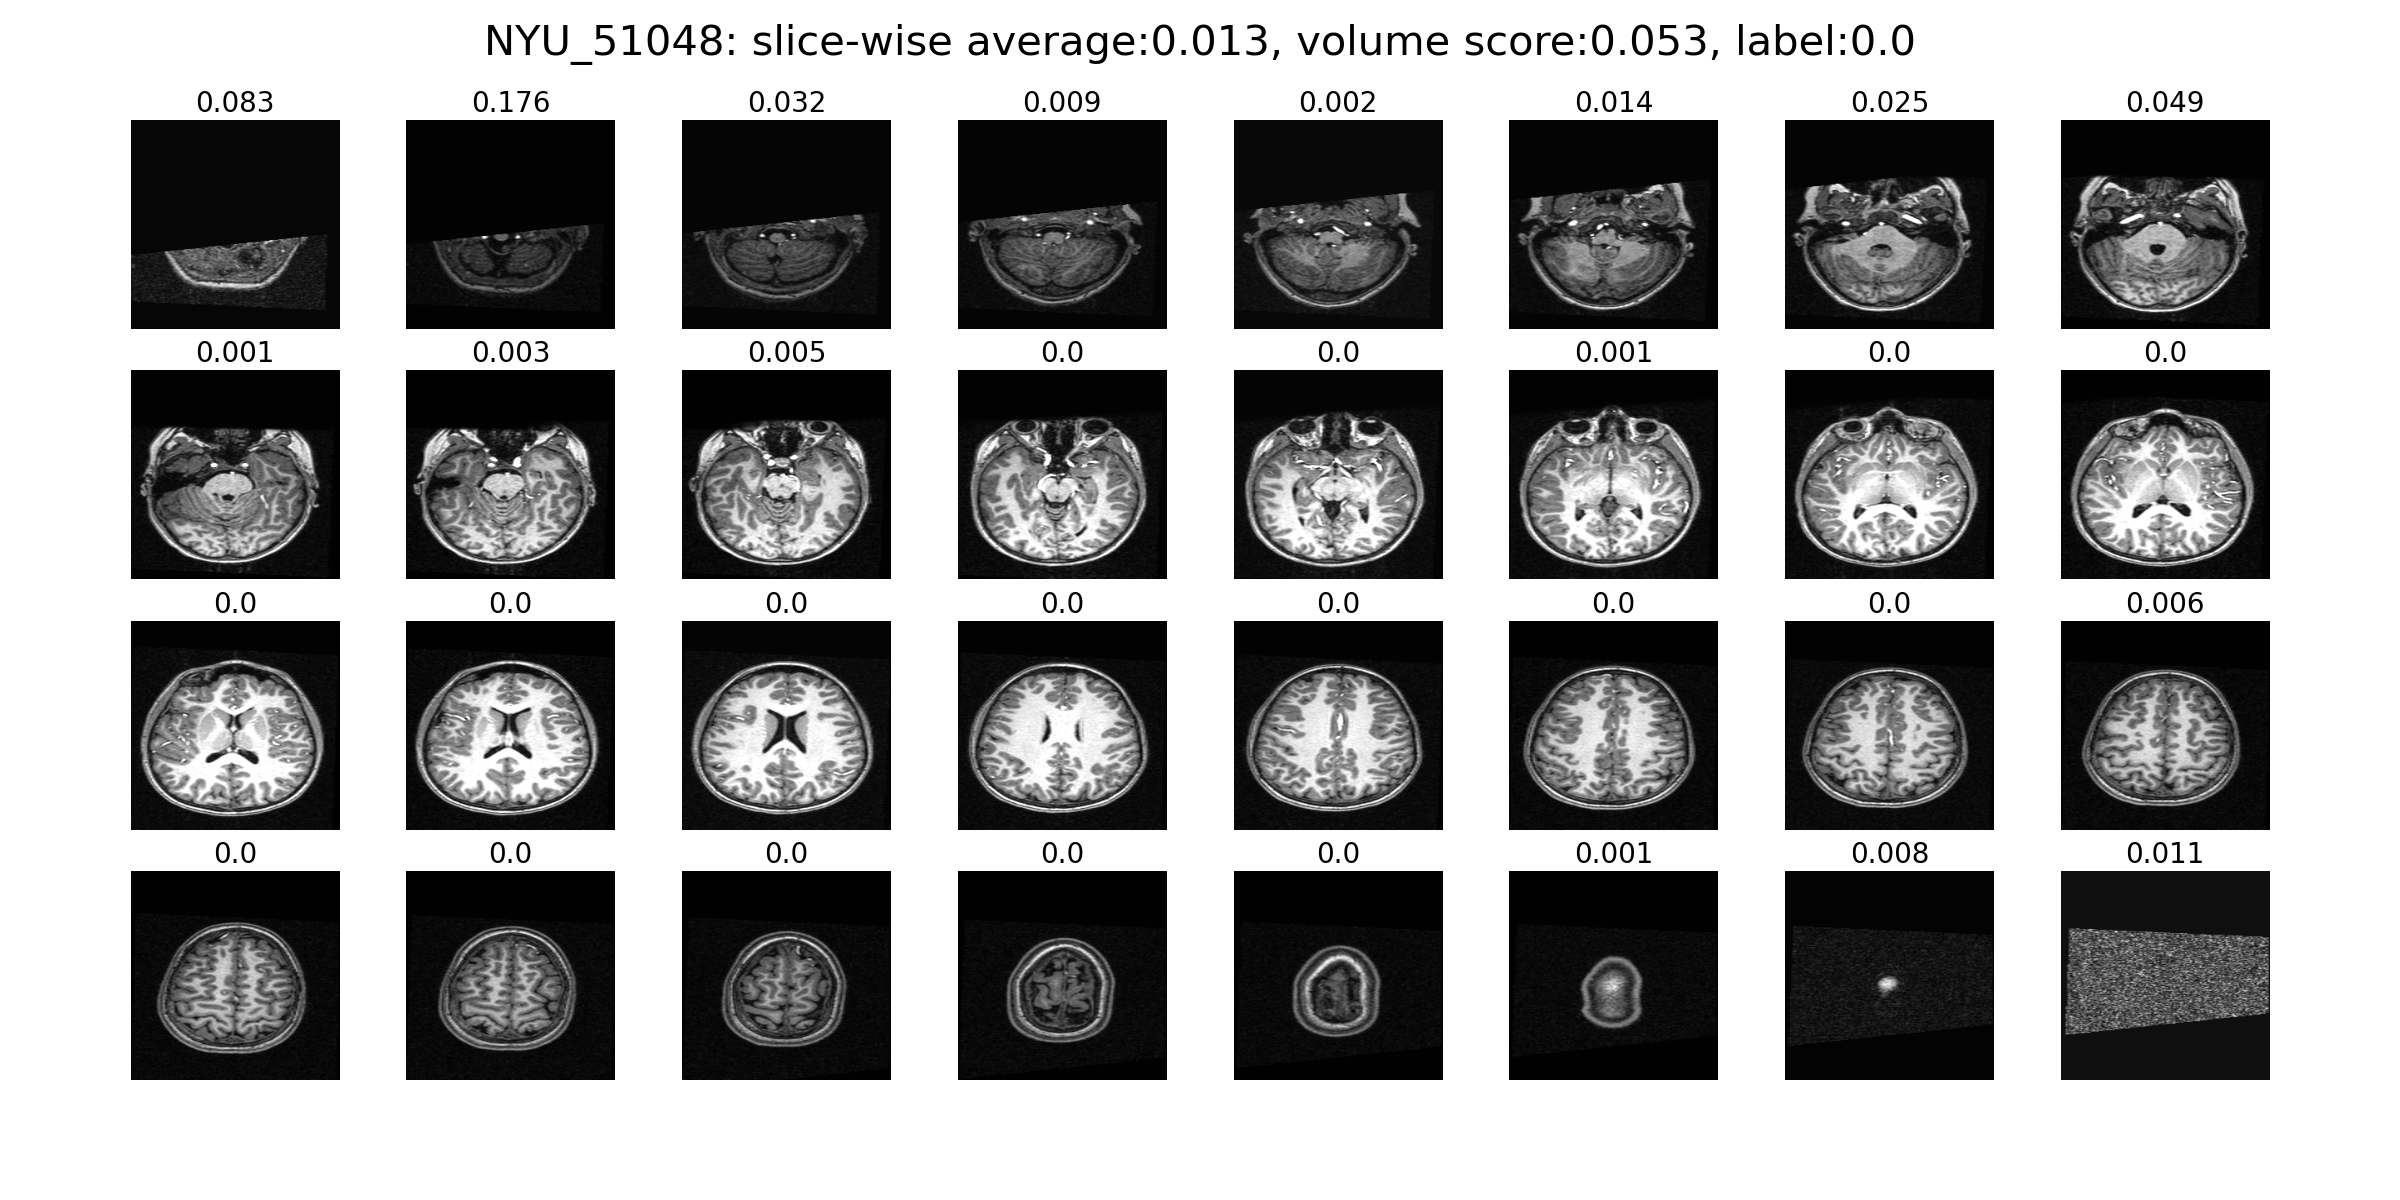 NYU_51048: slice-wise average:0.013, volume score:0.053, label:0.0
0.083 0.176 0.032 0.009 0.002 0.014 0.025 0.049
0.001 0.003 0.005 0.0 0.0 0.001 0.0 0.0
0.0 0.0 0.0 0.0 0.0 0.0 0.0 0.006
0.0 0.0 0.0 0.0 0.0 0.001 0.008 0.011